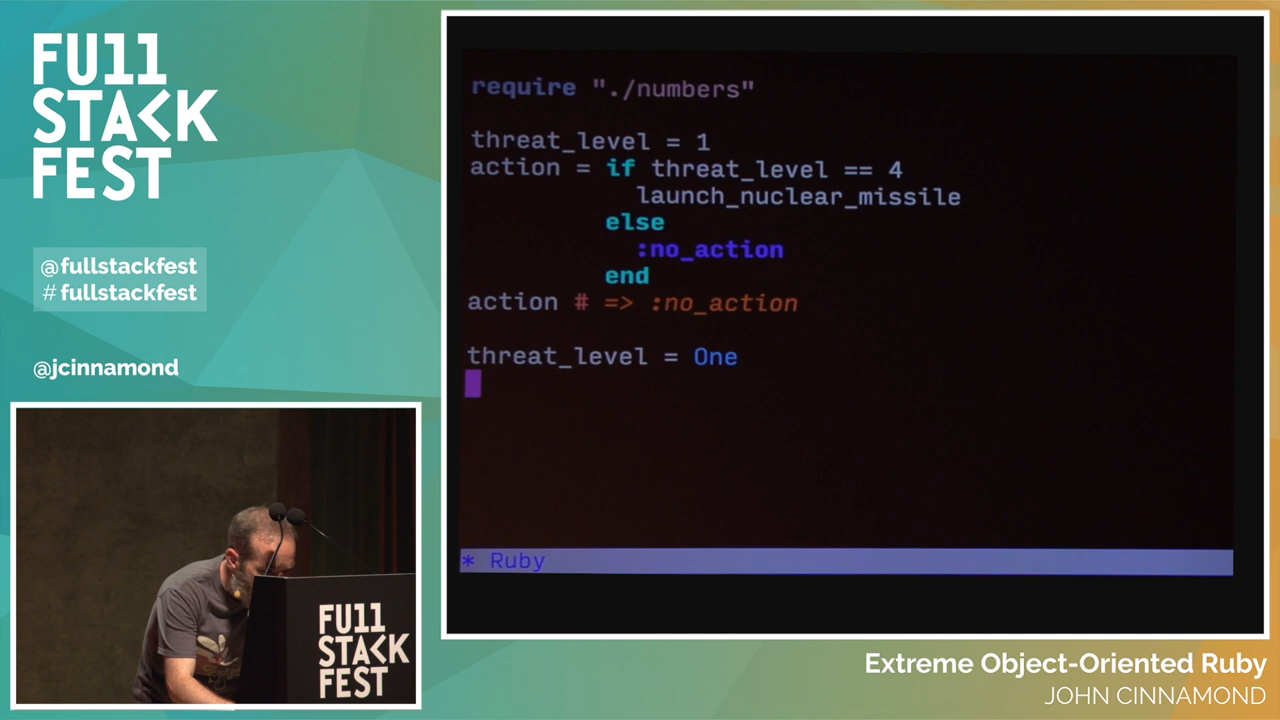 FU11
STACK
FEST
@fullstackfest
# fullstackfest
@jcinnamond
FU11
STACK
FEST
require "./numbers"
threat_level = 1
action = if threat_level == 4
launch_nuclear_missile
else
:no_action
end
action # => :no_action
threat_level = One
* Ruby
Extreme Object-Oriented Ruby
JOHN CINNAMOND